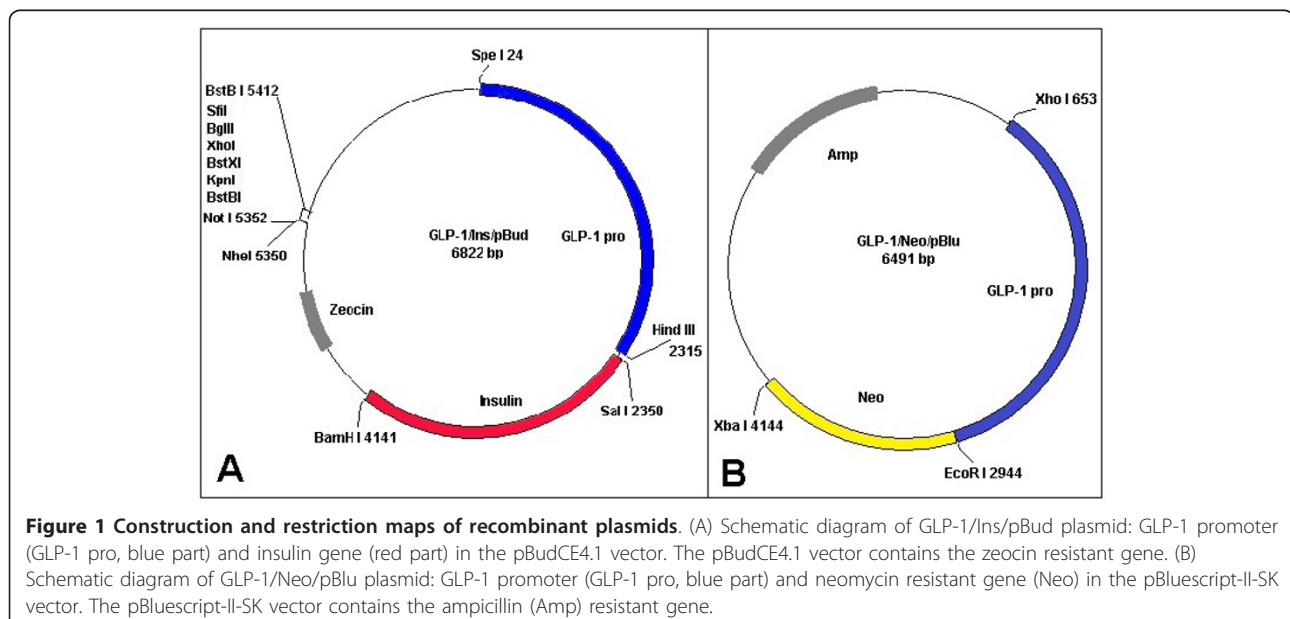 Spe I 24
BstB I 5412
SfiI
BglII
XhoI
BstXI
KpnI
BstBI
Not I 5352
NheI 5350
GLP-1/Ins/pBud
6822 bp
GLP-1 pro
Zeocin
Hind III
2315
Insulin
Sal I 2350
BamH I 4141
A
Xho I 653
Amp
GLP-1/Neo/pBlu
6491 bp
GLP-1 pro
Neo
Xba I 4144
EcoR I 2944
B
Figure 1 Construction and restriction maps of recombinant plasmids. (A) Schematic diagram of GLP-1/Ins/pBud plasmid: GLP-1 promoter
(GLP-1 pro, blue part) and insulin gene (red part) in the pBudCE4.1 vector. The pBudCE4.1 vector contains the zeocin resistant gene. (B)
Schematic diagram of GLP-1/Neo/pBlu plasmid: GLP-1 promoter (GLP-1 pro, blue part) and neomycin resistant gene (Neo) in the pBluescript-II-SK
vector. The pBluescript-II-SK vector contains the ampicillin (Amp) resistant gene.